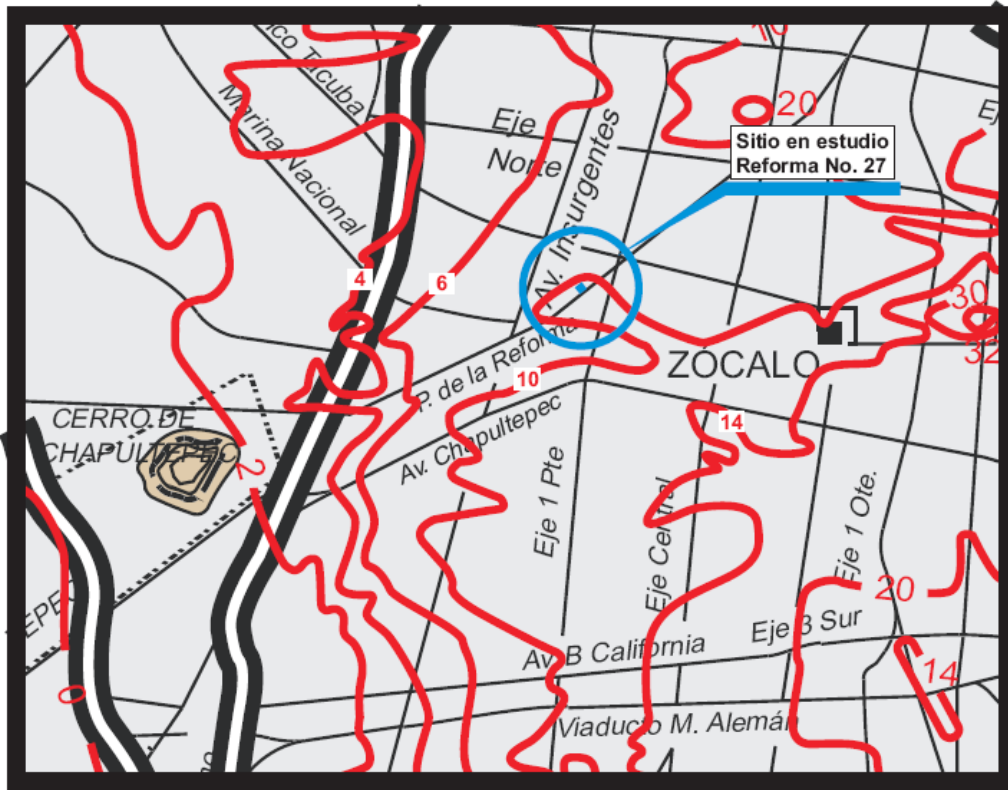 10
20
Marina Nacional
Eje
Norte
Av. Insurgentes
Sitio en estudio
Reforma No. 27
4
6
30
32
P. de la Reforma
ZÓCALO
10
CERRO DE
CHAPULTEPEC
2
Av. Chapultepec
14
Eje 1 Pte
Eje Central
Eje 1 Ote.
20
Av B California
Eje 3 Sur
14
0
Viaducto M. Alemán